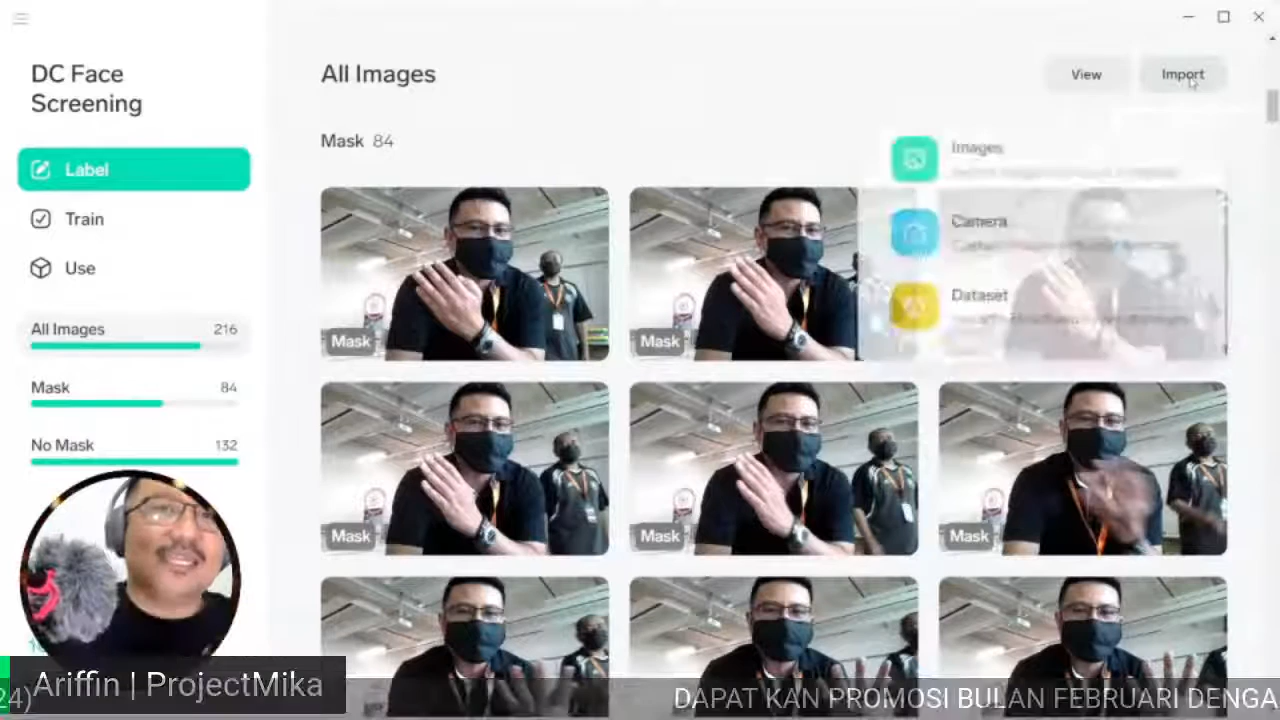 DC Face
Screening
Label
Train
Use
All Images 216
Mask 84
No Mask 132
All Images
View
Import
Mask 84
Images
Camera
Dataset
Mask
Mask
Mask
Mask
Mask
Ariffin | ProjectMika
24)
DAPAT KAN PROMOSI BULAN FEBRUARI DENGA